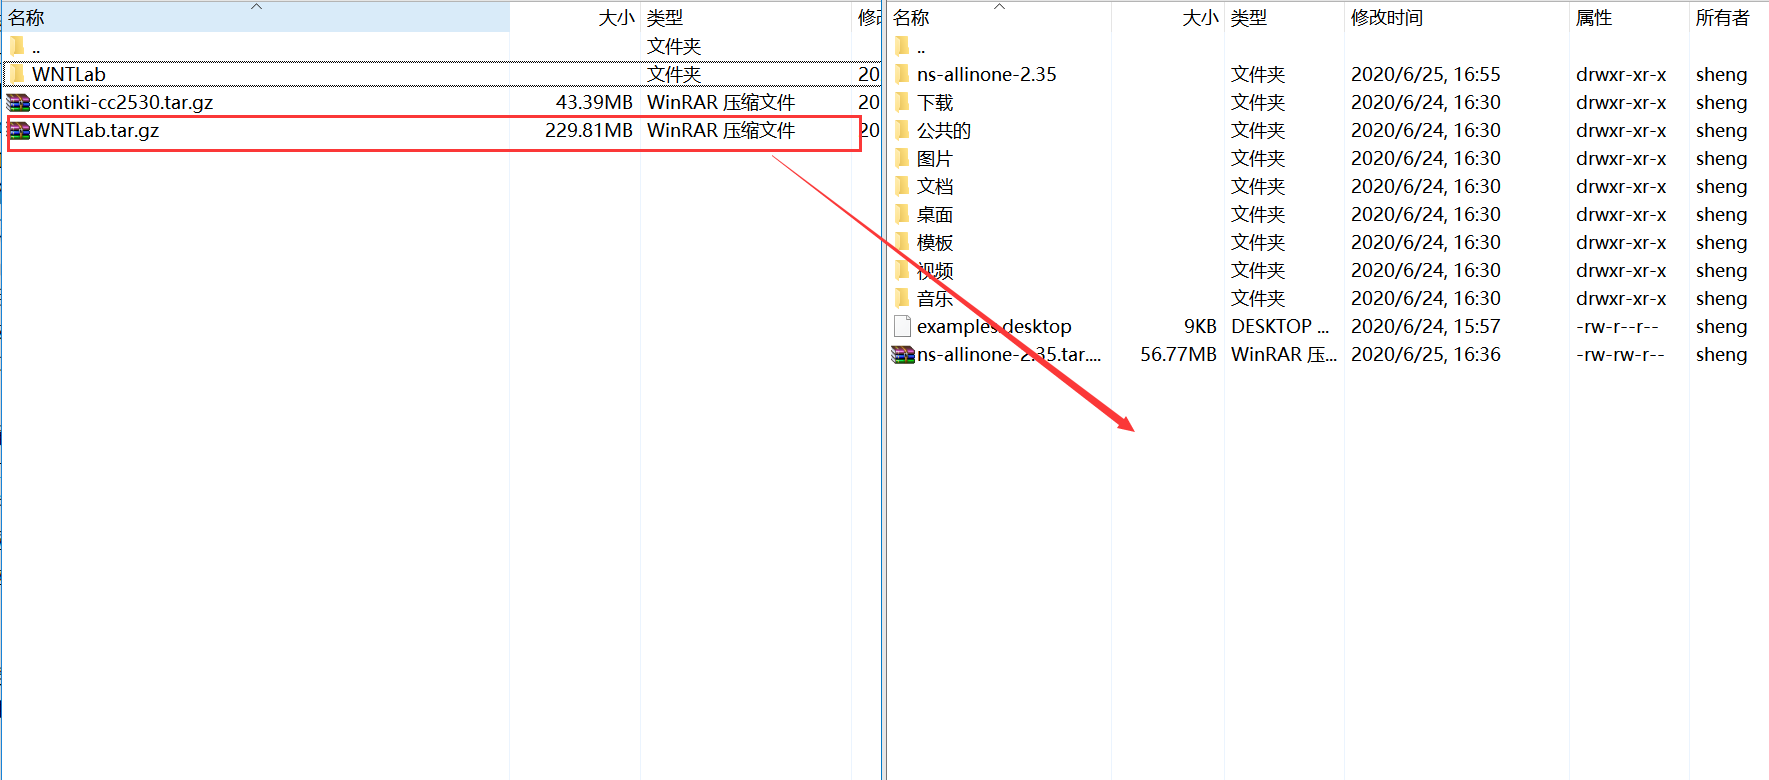 名称 大小 类型 修改
.. 文件夹
WNTLab 文件夹 20
contiki-cc2530.tar.gz 43.39MB WinRAR 压缩文件 20
WNTLab.tar.gz 229.81MB WinRAR 压缩文件 20
名称 大小 类型 修改时间 属性 所有者
..
ns-allinone-2.35 文件夹 2020/6/25, 16:55 drwxr-xr-x sheng
下载 文件夹 2020/6/24, 16:30 drwxr-xr-x sheng
公共的 文件夹 2020/6/24, 16:30 drwxr-xr-x sheng
图片 文件夹 2020/6/24, 16:30 drwxr-xr-x sheng
文档 文件夹 2020/6/24, 16:30 drwxr-xr-x sheng
桌面 文件夹 2020/6/24, 16:30 drwxr-xr-x sheng
模板 文件夹 2020/6/24, 16:30 drwxr-xr-x sheng
视频 文件夹 2020/6/24, 16:30 drwxr-xr-x sheng
音乐 文件夹 2020/6/24, 16:30 drwxr-xr-x sheng
examples.desktop 9KB DESKTOP ... 2020/6/24, 15:57 -rw-r--r-- sheng
ns-allinone-2.35.tar.... 56.77MB WinRAR 压... 2020/6/25, 16:36 -rw-rw-r-- sheng